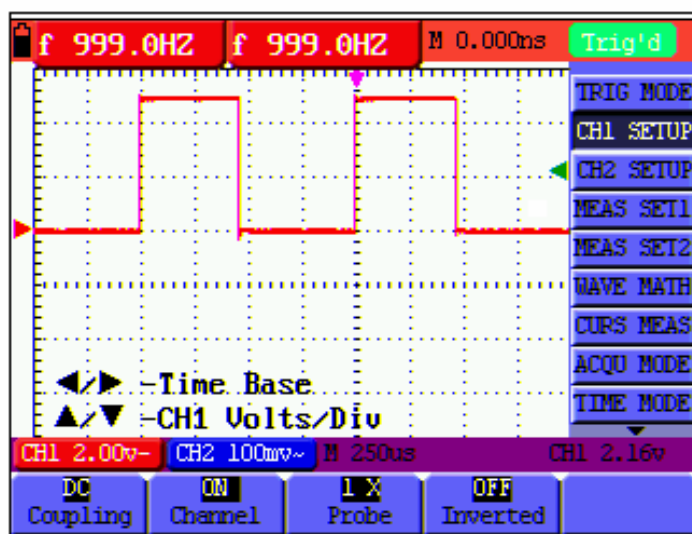 f 999.0HZ f 999.0HZ M 0.000ns Trig'd
TRIG MODE
CH1 SETUP
CH2 SETUP
MEAS SET1
MEAS SET2
WAVE MATH
CURS MEAS
ACQU MODE
TIME MODE
◀/▶ -Time Base
▲/▼ -CH1 Volts/Div
CH1 2.00v- CH2 100mv~ M 250us CH1 2.16v
DC ON 1 X OFF
Coupling Channel Probe Inverted